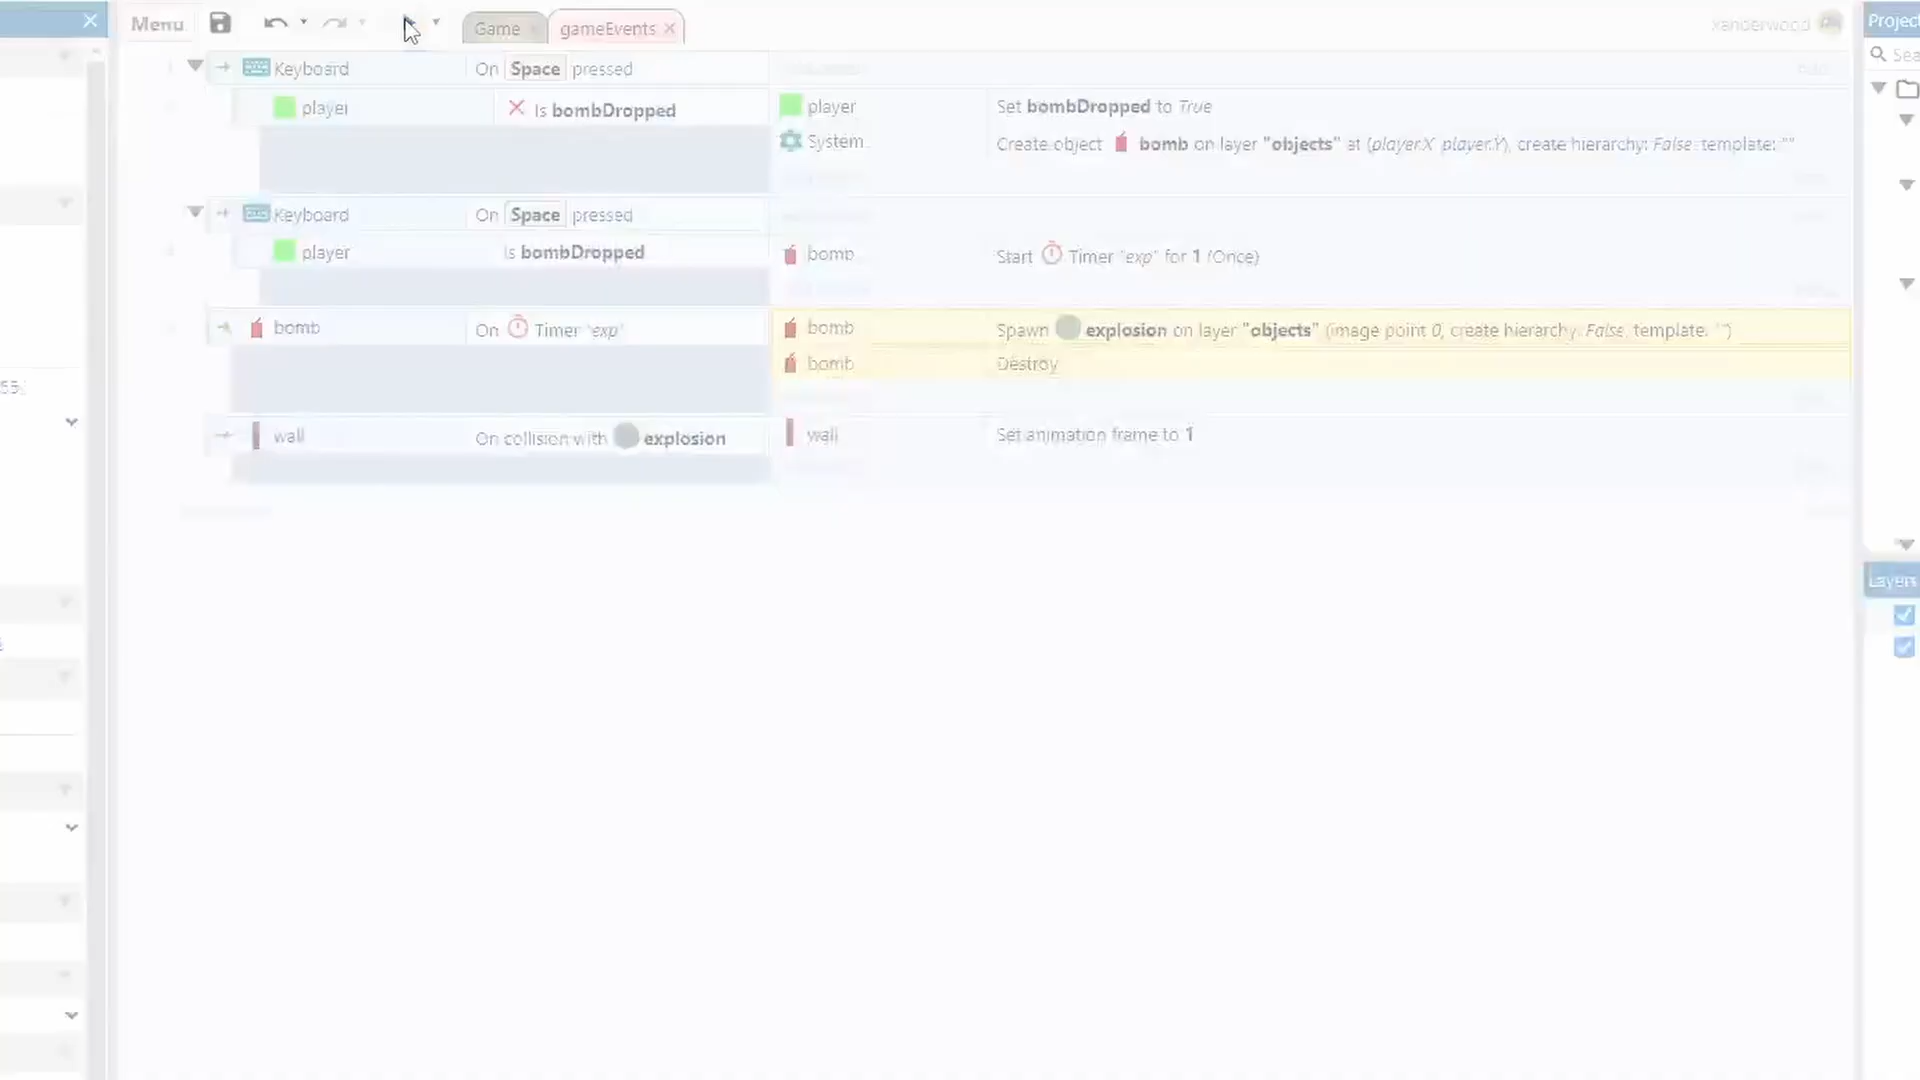 Menu Game gameEvents xanderwood Project
Keyboard On Space pressed
player Is bombDropped player Set bombDropped to True
System Create object bomb on layer "objects" at (player.X player.Y), create hierarchy: False template: ""
Keyboard On Space pressed
player Is bombDropped bomb Start Timer "exp" for 1 (Once)
bomb On Timer "exp" bomb Spawn explosion on layer "objects" (image point 0, create hierarchy: False, template: "")
bomb Destroy
55,
wall On collision with explosion wall Set animation frame to 1
Layers